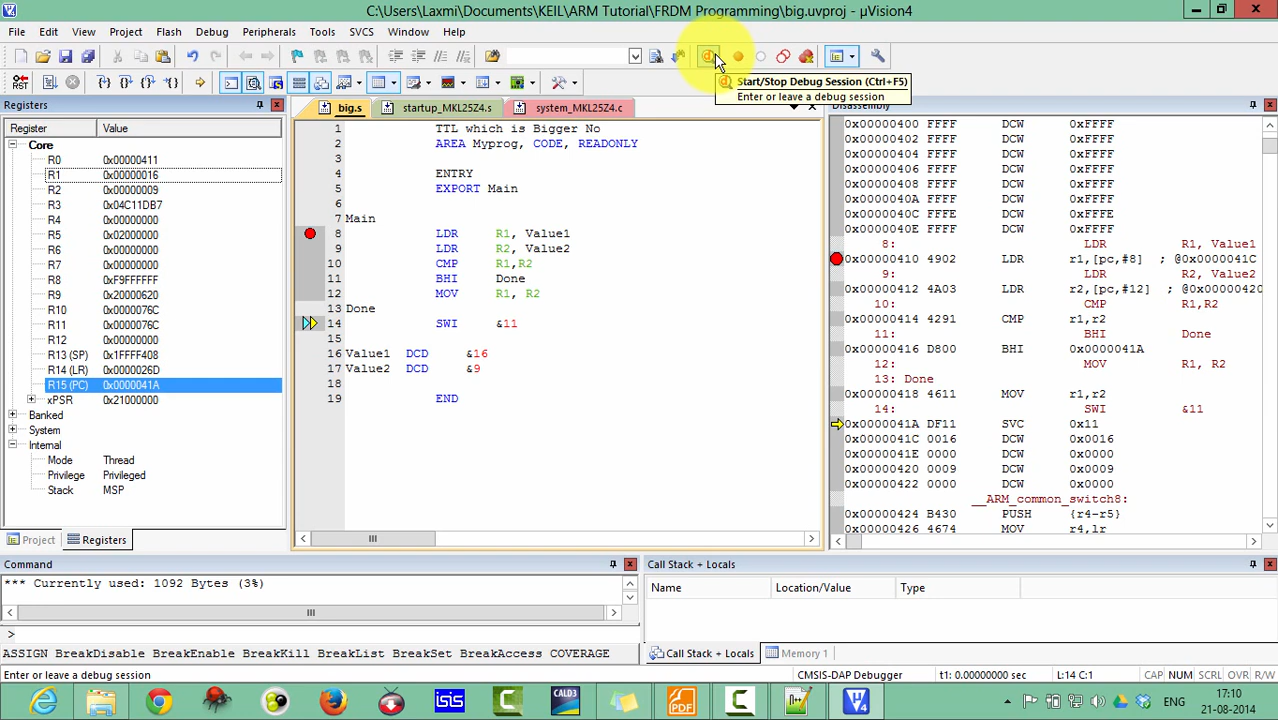 C:\Users\Laxmi\Documents\KEIL\ARM Tutorial\FRDM Programming\big.uvproj - µVision4
File Edit View Project Flash Debug Peripherals Tools SVCS Window Help
Start/Stop Debug Session (Ctrl+F5)
Enter or leave a debug session
Registers
Register Value
Core
R0 0x00000411
R1 0x00000016
R2 0x00000009
R3 0x04C11DB7
R4 0x00000000
R5 0x02000000
R6 0x00000000
R7 0x00000000
R8 0xF9FFFFFF
R9 0x20000620
R10 0x0000076C
R11 0x0000076C
R12 0x00000000
R13 (SP) 0x1FFFF408
R14 (LR) 0x0000026D
R15 (PC) 0x0000041A
xPSR 0x21000000
Banked
System
Internal
Mode Thread
Privilege Privileged
Stack MSP
Project Registers
big.s startup_MKL25Z4.s system_MKL25Z4.c
1 TTL which is Bigger No
2 AREA Myprog, CODE, READONLY
3
4 ENTRY
5 EXPORT Main
6
7 Main
8 LDR R1, Value1
9 LDR R2, Value2
10 CMP R1,R2
11 BHI Done
12 MOV R1, R2
13 Done
14 SWI &11
15
16 Value1 DCD &16
17 Value2 DCD &9
18
19 END
Disassembly
0x00000400 FFFF DCW 0xFFFF
0x00000402 FFFF DCW 0xFFFF
0x00000404 FFFF DCW 0xFFFF
0x00000406 FFFF DCW 0xFFFF
0x00000408 FFFF DCW 0xFFFF
0x0000040A FFFF DCW 0xFFFF
0x0000040C FFFE DCW 0xFFFE
0x0000040E FFFF DCW 0xFFFF
8: LDR R1, Value1
0x00000410 4902 LDR r1,[pc,#8] ; @0x0000041C
9: LDR R2, Value2
0x00000412 4A03 LDR r2,[pc,#12] ; @0x00000420
10: CMP R1,R2
0x00000414 4291 CMP r1,r2
11: BHI Done
0x00000416 D800 BHI 0x0000041A
12: MOV R1, R2
13: Done
0x00000418 4611 MOV r1,r2
14: SWI &11
0x0000041A DF11 SVC 0x11
0x0000041C 0016 DCW 0x0016
0x0000041E 0000 DCW 0x0000
0x00000420 0009 DCW 0x0009
0x00000422 0000 DCW 0x0000
__ARM_common_switch8:
0x00000424 B430 PUSH {r4-r5}
0x00000426 4674 MOV r4,lr
Command
*** Currently used: 1092 Bytes (3%)
>
ASSIGN BreakDisable BreakEnable BreakKill BreakList BreakSet BreakAccess COVERAGE
Call Stack + Locals
Name Location/Value Type
Call Stack + Locals Memory 1
Enter or leave a debug session CMSIS-DAP Debugger t1: 0.00000000 sec L:14 C:1 CAP NUM SCRL OVR R/W
isis CALD3 PDF
ENG 17:10
21-08-2014